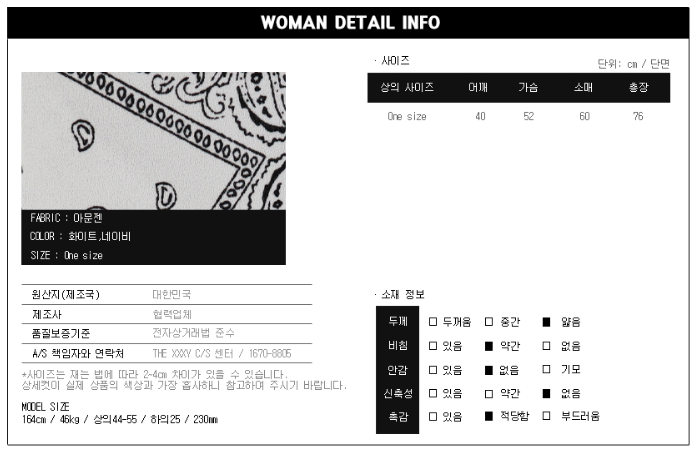 WOMAN DETAIL INFO
· 사이즈
단위: cm / 단면
상의 사이즈 어깨 가슴 소매 총장
One size 40 52 60 76
FABRIC : 아문젠
COLOR : 화이트,네이비
SIZE : One size
원산지(제조국) 대한민국
제조사 협력업체
품질보증기준 전자상거래법 준수
A/S 책임자와 연락처 THE XXXY C/S 센터 / 1670-8805
*사이즈는 재는 법에 따라 2-4cm 차이가 있을 수 있습니다.
상세컷이 실제 상품의 색상과 가장 흡사하니 참고하여 주시기 바랍니다.
MODEL SIZE
164cm / 46kg / 상의44-55 / 하의25 / 230mm
· 소재 정보
두께 □ 두꺼움 □ 중간 ■ 얇음
비침 □ 있음 ■ 약간 □ 없음
안감 □ 있음 ■ 없음 □ 기모
신축성 □ 있음 □ 약간 ■ 없음
촉감 □ 있음 ■ 적당함 □ 부드러움